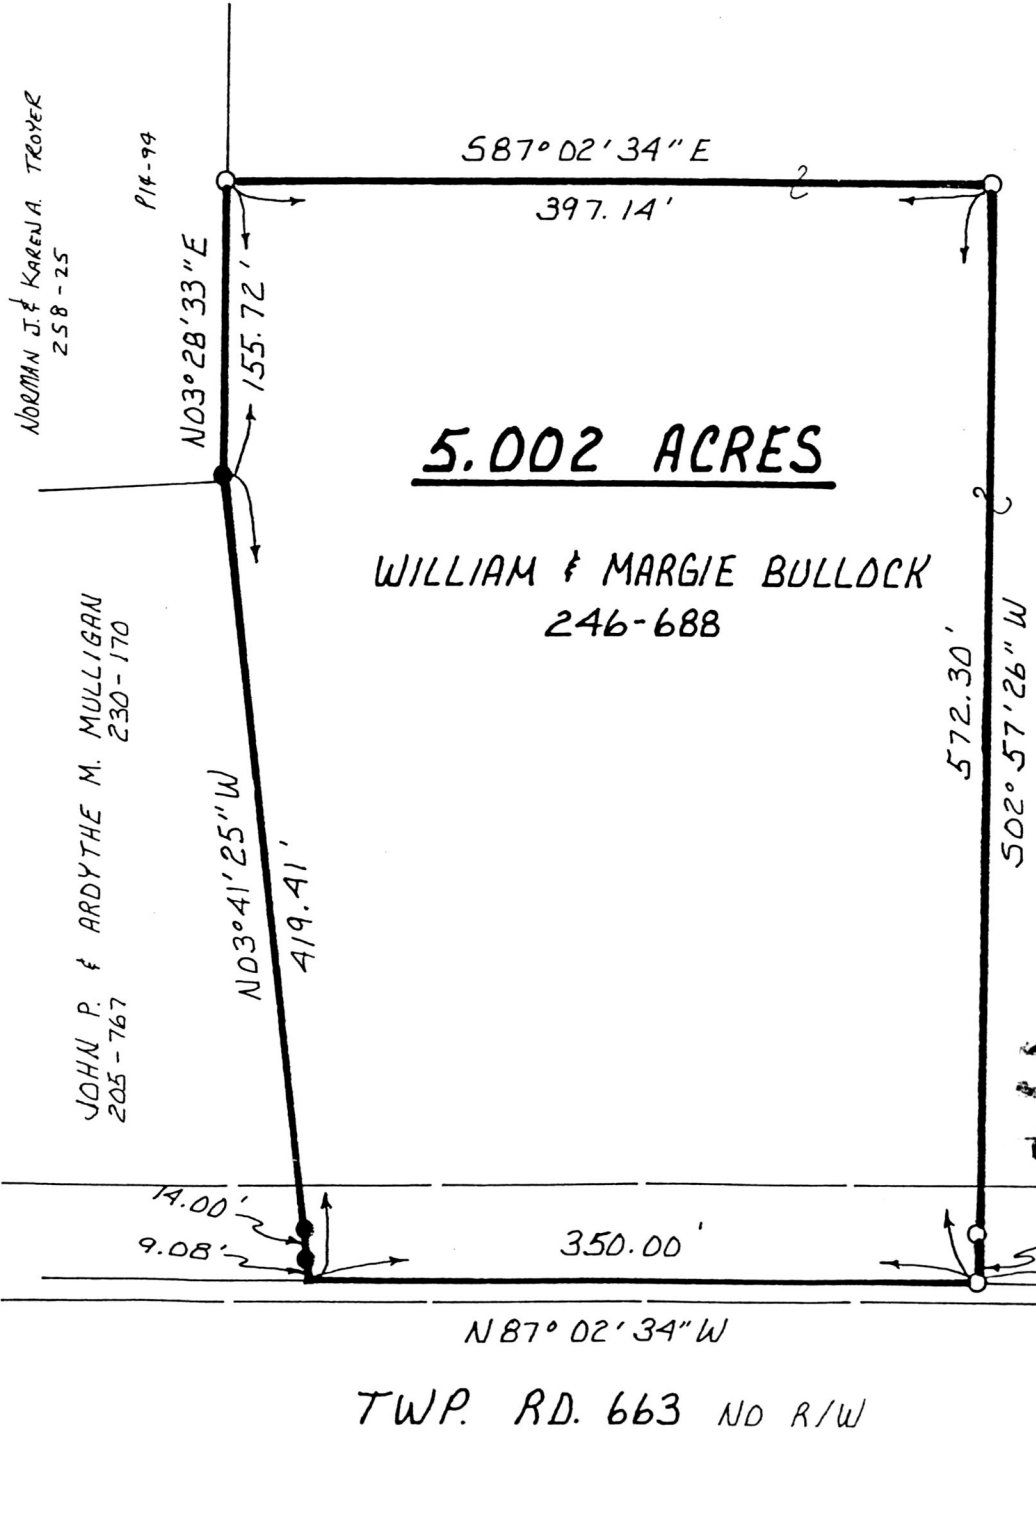 S87°02'34"E
397.14'
NORMAN J. & KAREN A. TROYER
258-25
P14-94
N03°28'33"E
155.72'
5.002 ACRES
WILLIAM & MARGIE BULLOCK
246-688
572.30'
S02°57'26"W
JOHN P. & ARDYTHE M. MULLIGAN
205-767 230-170
N03°41'25"W
419.41'
14.00'
9.08'
350.00'
N87°02'34"W
TWP. RD. 663 NO R/W